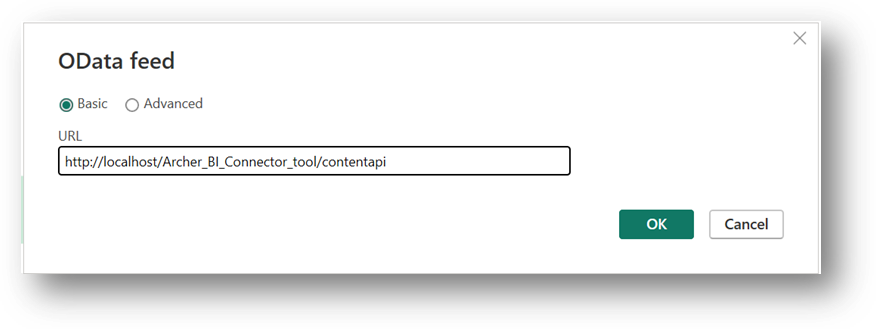 OData feed
Basic Advanced
URL
http://localhost/Archer_BI_Connector_tool/contentapi
OK Cancel